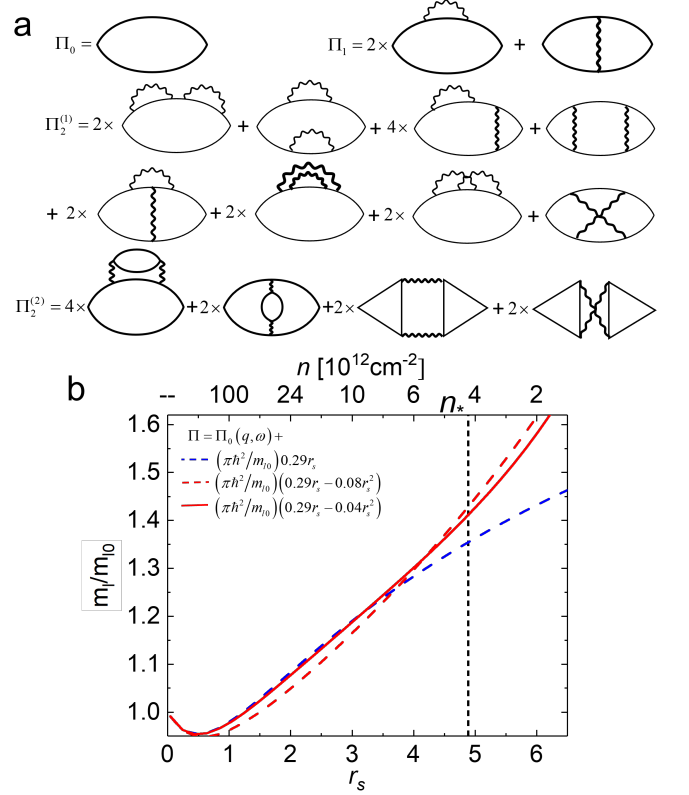 a
Π₀ =
Π₁ = 2× +
Π₂⁽¹⁾ = 2× + + 4× +
+ 2× +2× +2× +
Π₂⁽²⁾ = 4× +2× +2× + 2×
n [10¹²cm⁻²]
b
-- 100 24 10 6 4 2
n*
1.6
1.5
1.4
1.3
1.2
1.1
1.0
Π = Π₀(q,ω)+
(πℏ²/mₗ₀)0.29rₛ
(πℏ²/mₗ₀)(0.29rₛ − 0.08rₛ²)
(πℏ²/mₗ₀)(0.29rₛ − 0.04rₛ²)
mₗ/mₗ₀
0 1 2 3 4 5 6
rₛ